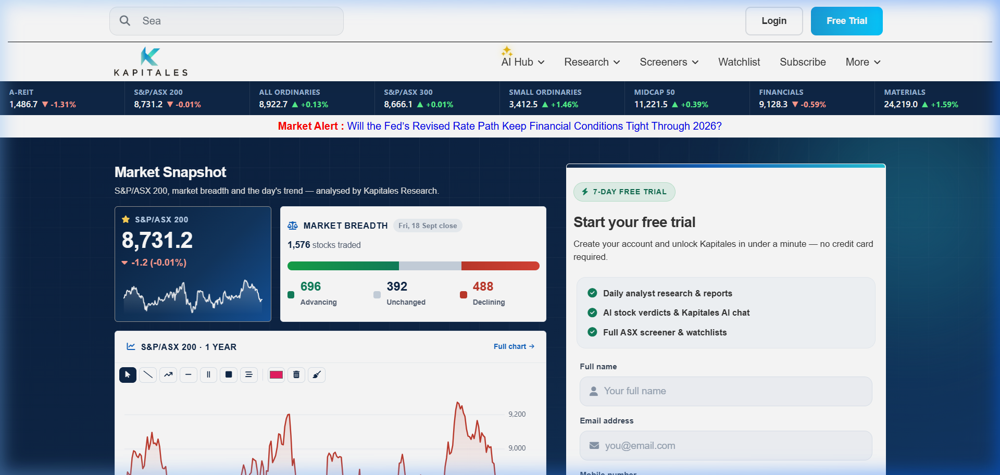 Sea
Login
Free Trial
KAPITALES
AI Hub
Research
Screeners
Watchlist
Subscribe
More
A-REIT
1,486.7 ▼ -1.31%
S&P/ASX 200
8,731.2 ▼ -0.01%
ALL ORDINARIES
8,922.7 ▲ +0.13%
S&P/ASX 300
8,666.1 ▲ +0.01%
SMALL ORDINARIES
3,412.5 ▲ +1.46%
MIDCAP 50
11,221.5 ▲ +0.39%
FINANCIALS
9,128.3 ▼ -0.59%
MATERIALS
24,219.0 ▲ +1.59%
Market Alert : Will the Fed's Revised Rate Path Keep Financial Conditions Tight Through 2026?
Market Snapshot
S&P/ASX 200, market breadth and the day's trend — analysed by Kapitales Research.
S&P/ASX 200
8,731.2
-1.2 (-0.01%)
MARKET BREADTH
Fri, 18 Sept close
1,576 stocks traded
696
Advancing
392
Unchanged
488
Declining
S&P/ASX 200 · 1 YEAR
Full chart →
9,200
9,000
7-DAY FREE TRIAL
Start your free trial
Create your account and unlock Kapitales in under a minute — no credit card
required.
Daily analyst research & reports
AI stock verdicts & Kapitales AI chat
Full ASX screener & watchlists
Full name
Your full name
Email address
you@email.com
Mobile number